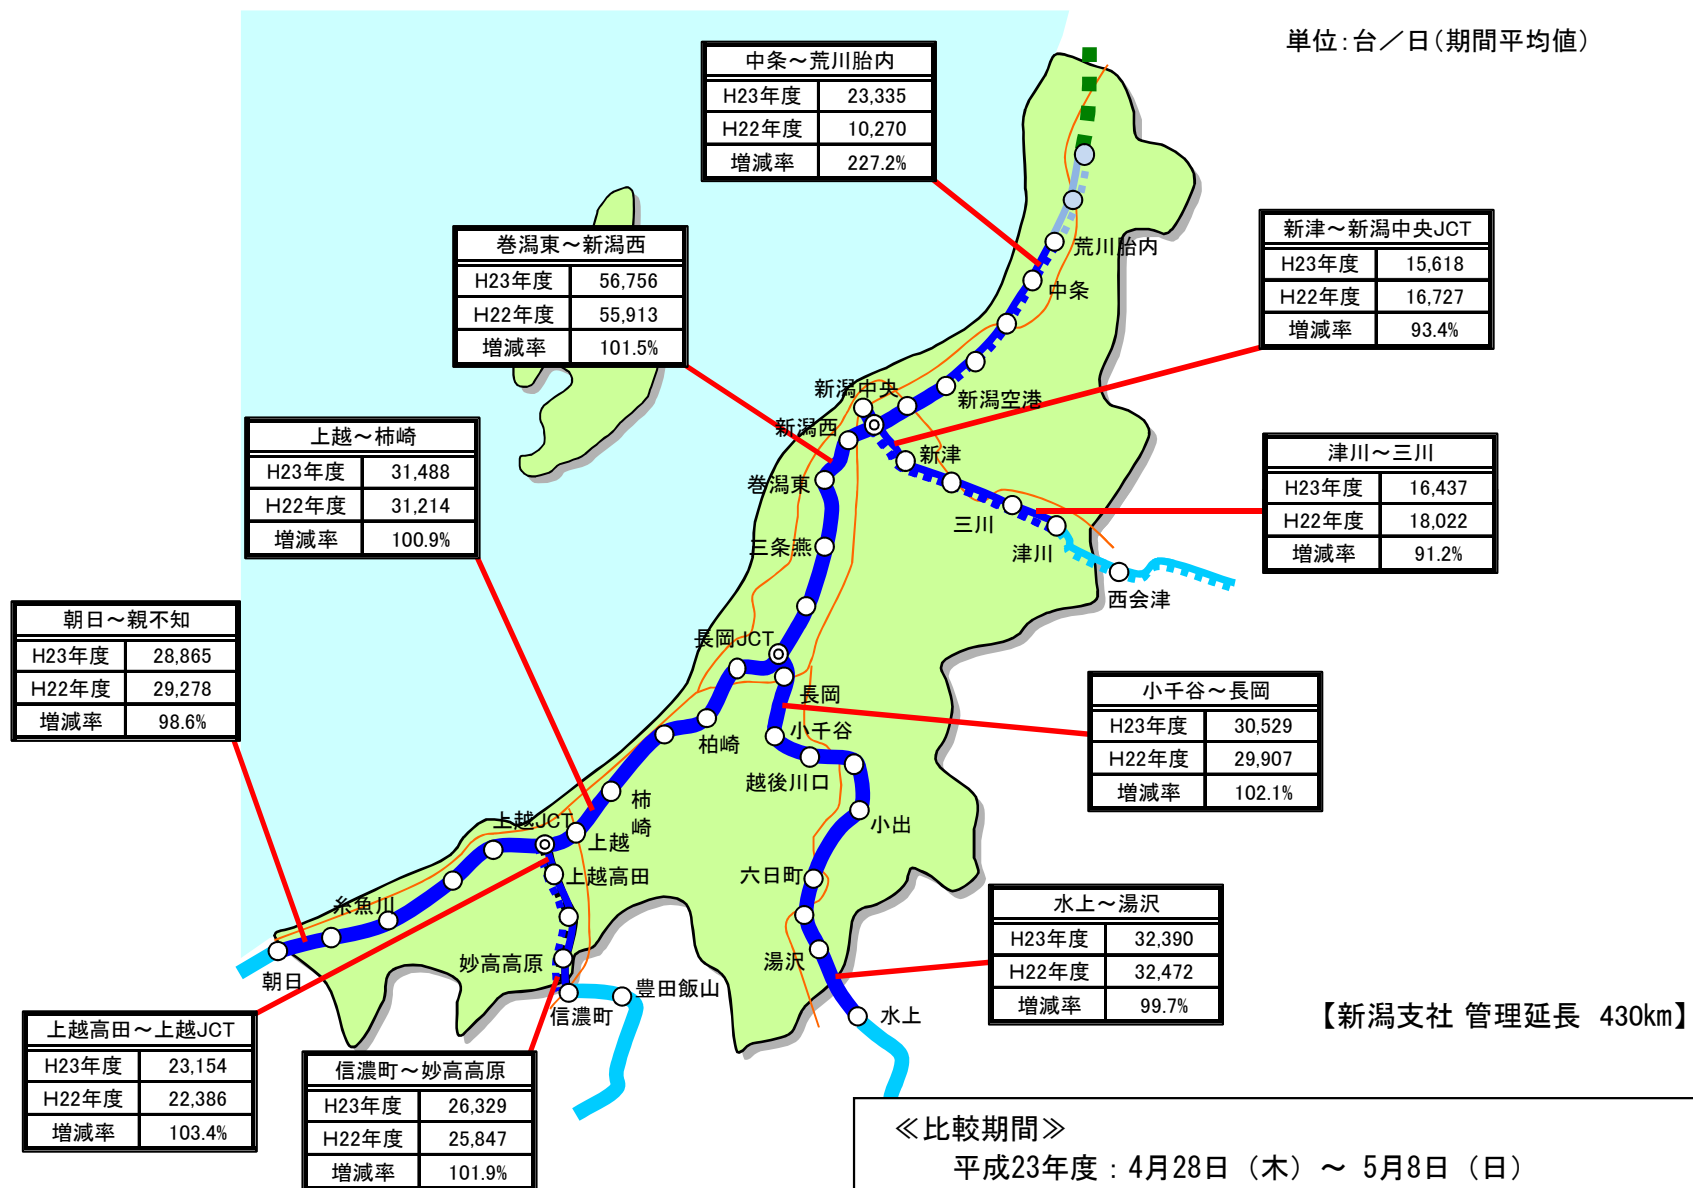 単位：台／日（期間平均値）
中条～荒川胎内
H23年度 23,335
H22年度 10,270
増減率 227.2%
巻潟東～新潟西
H23年度 56,756
H22年度 55,913
増減率 101.5%
新津～新潟中央JCT
H23年度 15,618
H22年度 16,727
増減率 93.4%
上越～柿崎
H23年度 31,488
H22年度 31,214
増減率 100.9%
津川～三川
H23年度 16,437
H22年度 18,022
増減率 91.2%
朝日～親不知
H23年度 28,865
H22年度 29,278
増減率 98.6%
小千谷～長岡
H23年度 30,529
H22年度 29,907
増減率 102.1%
水上～湯沢
H23年度 32,390
H22年度 32,472
増減率 99.7%
上越高田～上越JCT
H23年度 23,154
H22年度 22,386
増減率 103.4%
信濃町～妙高高原
H23年度 26,329
H22年度 25,847
増減率 101.9%
荒川胎内
中条
新潟中央
新潟空港
新潟西
新津
巻潟東
三川
三条燕
津川
西会津
長岡JCT
長岡
小千谷
柏崎
越後川口
柿崎
小出
上越JCT
上越
上越高田
六日町
糸魚川
湯沢
妙高高原
朝日
豊田飯山
信濃町
水上
【新潟支社 管理延長 430km】
≪比較期間≫
平成23年度：4月28日（木）～ 5月8日（日）